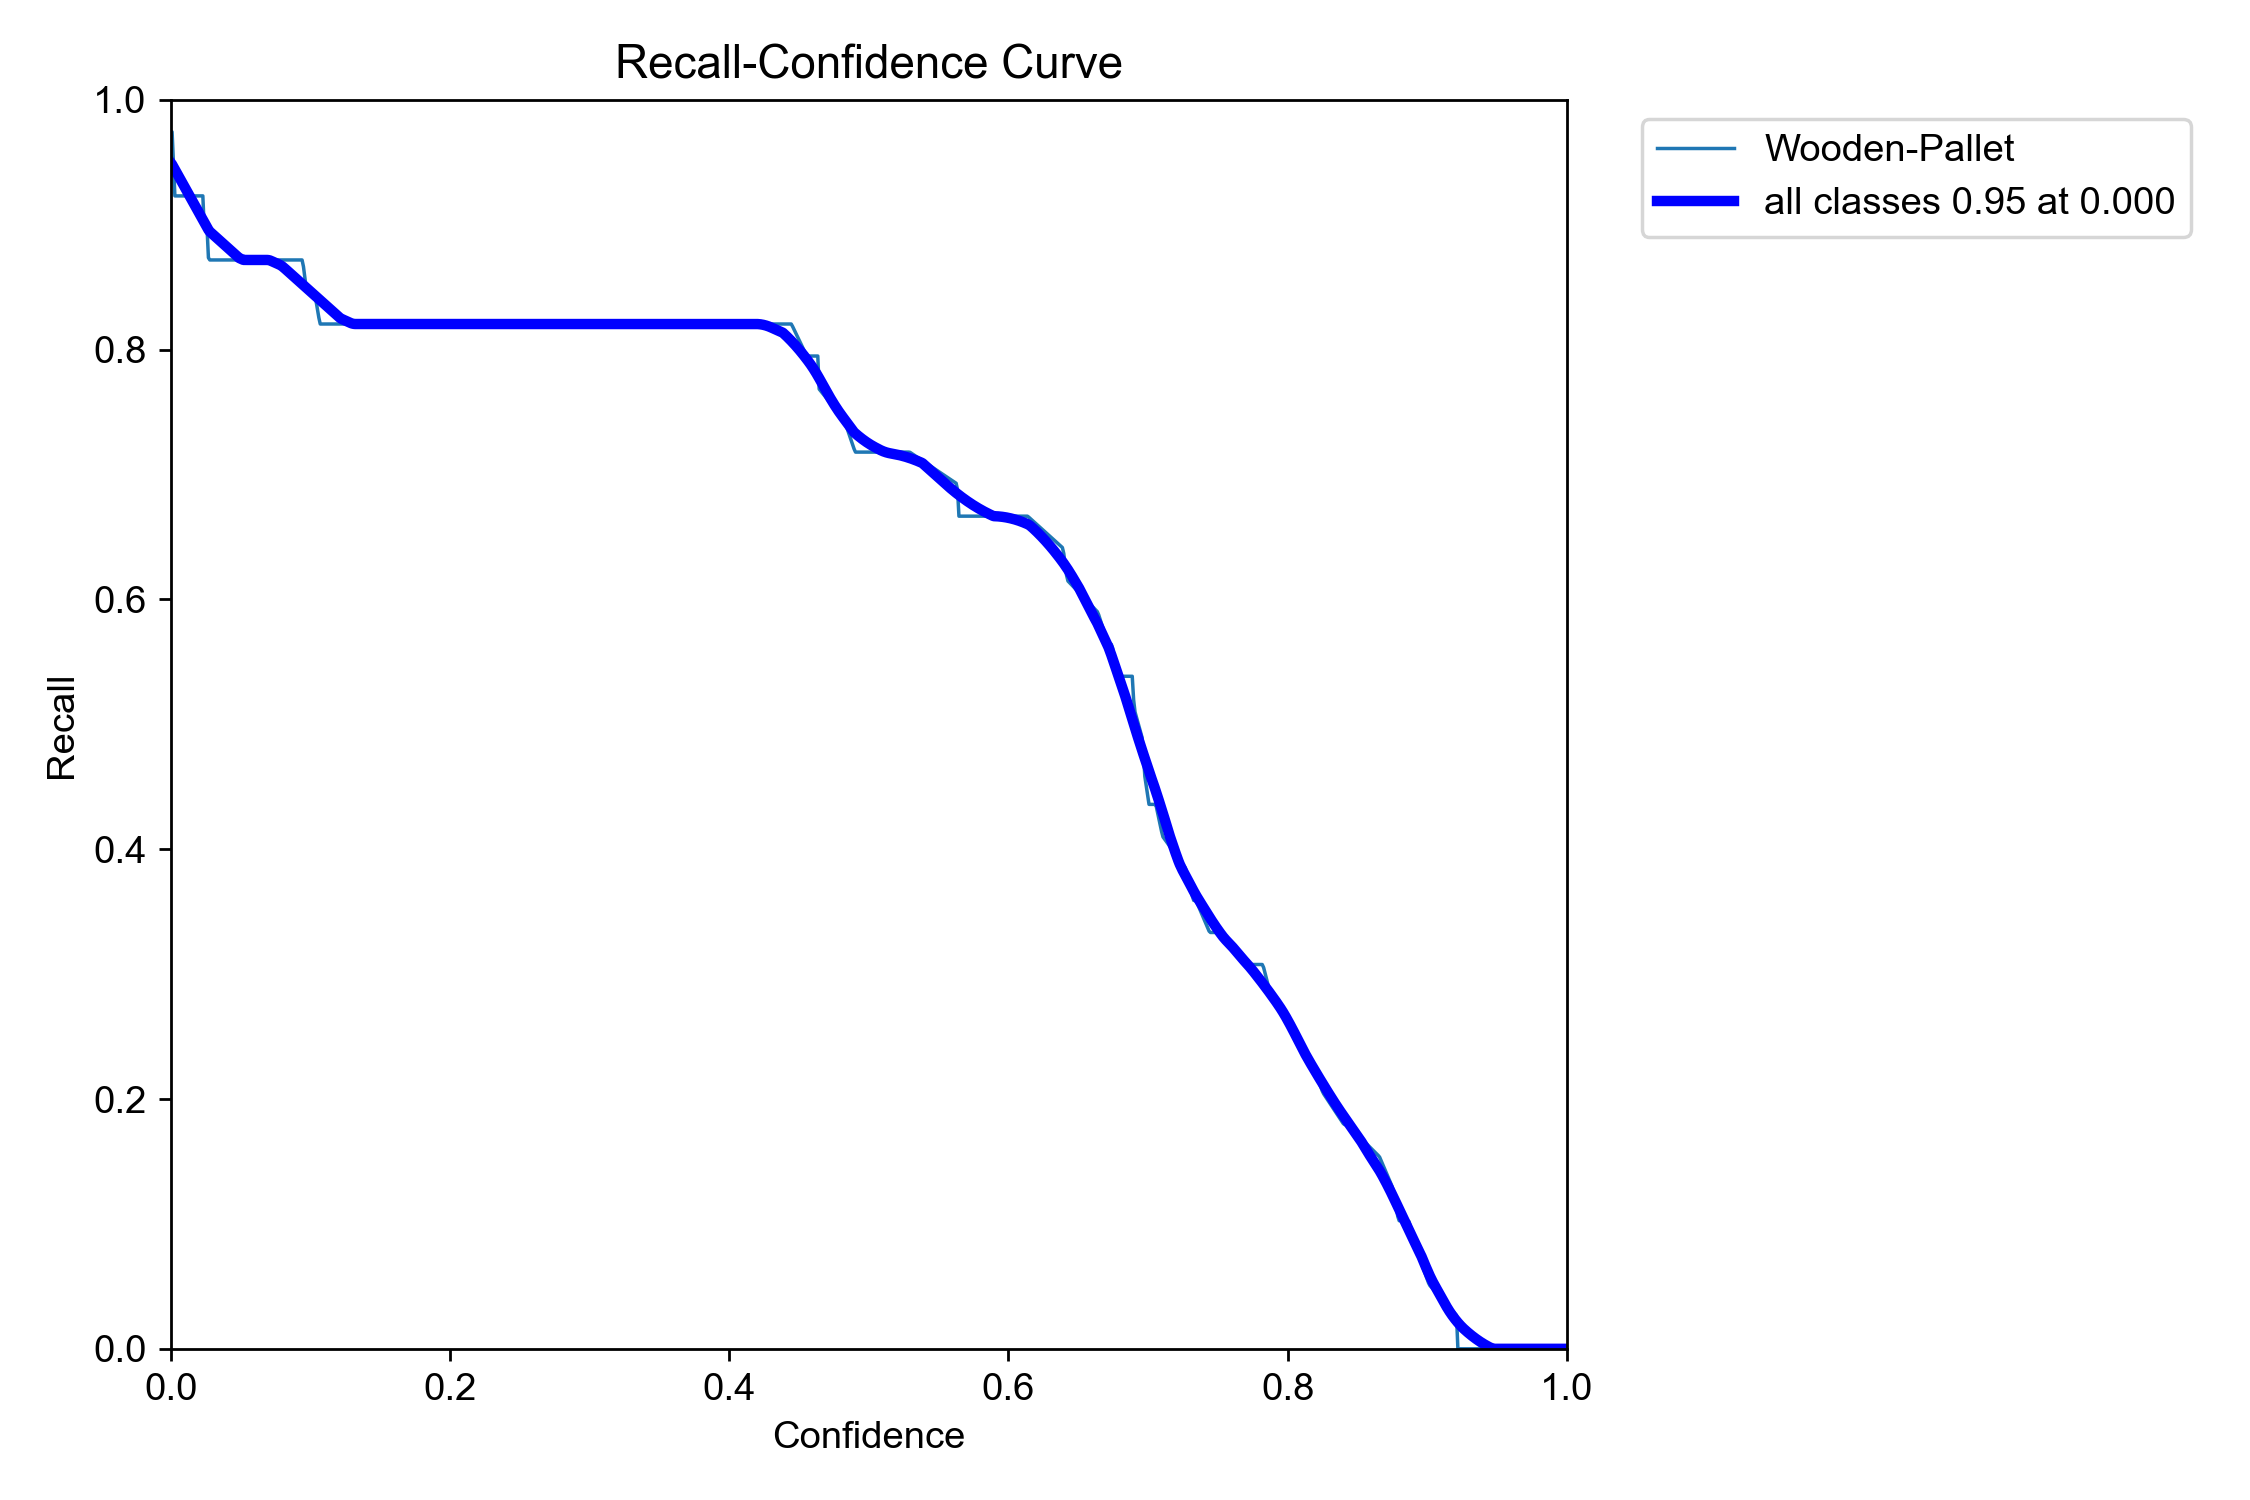 Recall-Confidence Curve
1.0
0.8
0.6
0.4
0.2
0.0
Recall
0.0 0.2 0.4 0.6 0.8 1.0
Confidence
Wooden-Pallet
all classes 0.95 at 0.000